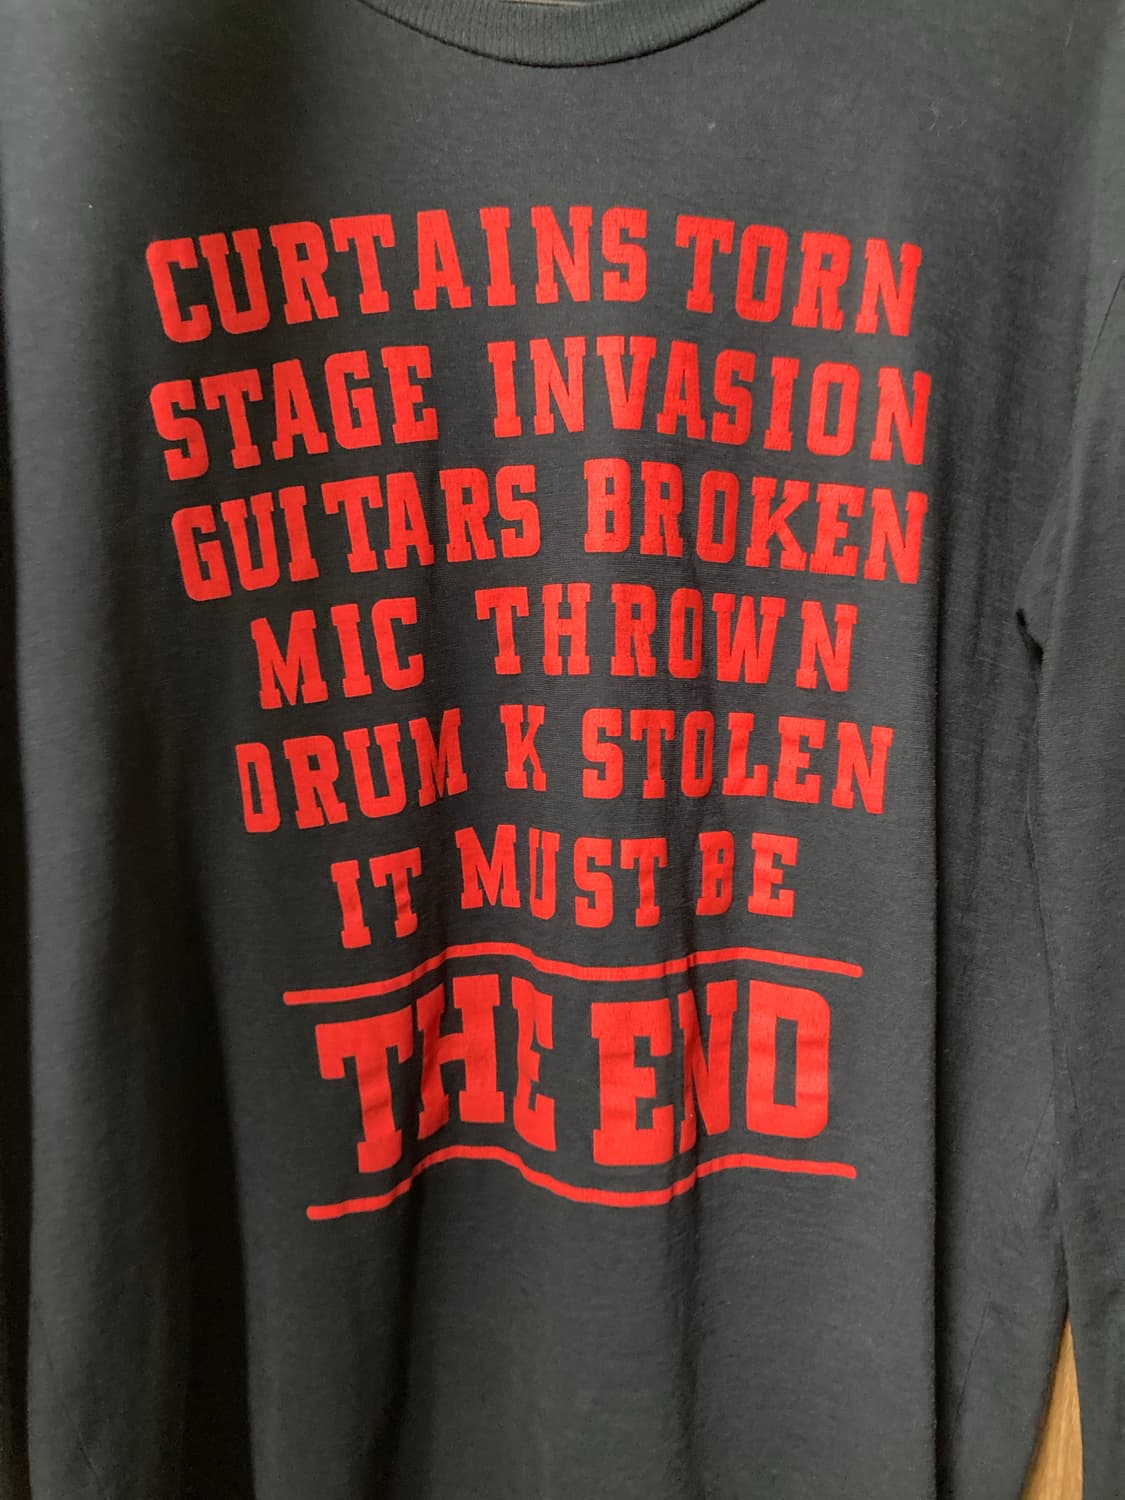 CURTAINS TORN
STAGE INVASION
GUITARS BROKEN
MIC THROWN
DRUM K STOLEN
IT MUST BE
THE END